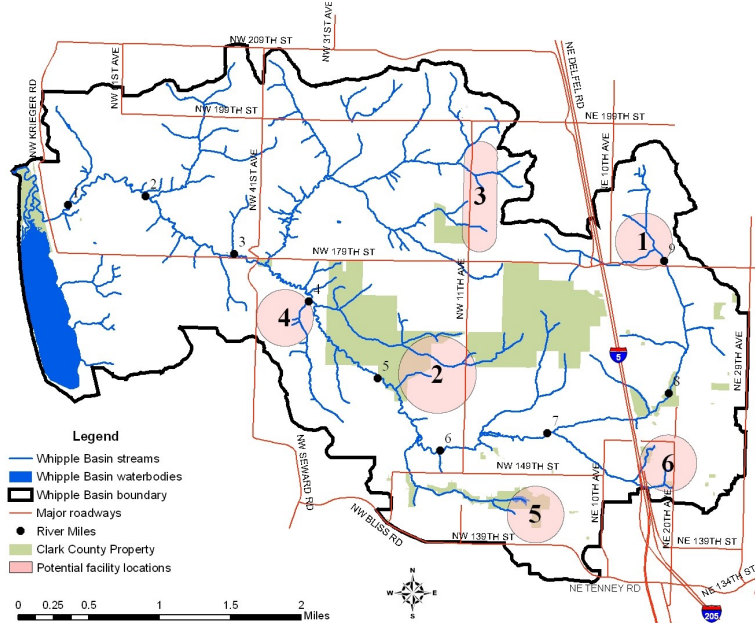 NW 31ST AVE
NW 209TH ST
NE DELFEL RD
NW KRIEGER RD
NW 199TH ST
NE 199TH ST
NE 10TH AVE
NW 41ST AVE
2
3
1
3
NW 179TH ST
9
4
4
NW 11TH AVE
5
2
5
NE 29TH AVE
8
7
6
6
NW 149TH ST
NW SEWARD RD
NE 10TH AVE
NE 20TH AVE
5
NW BLISS RD
NW 139TH ST
NE 139TH ST
NE TENNEY RD
NE 134TH ST
205
Legend
Whipple Basin streams
Whipple Basin waterbodies
Whipple Basin boundary
Major roadways
River Miles
Clark County Property
Potential facility locations
N
W E
S
0 0.25 0.5 1 1.5 2 Miles